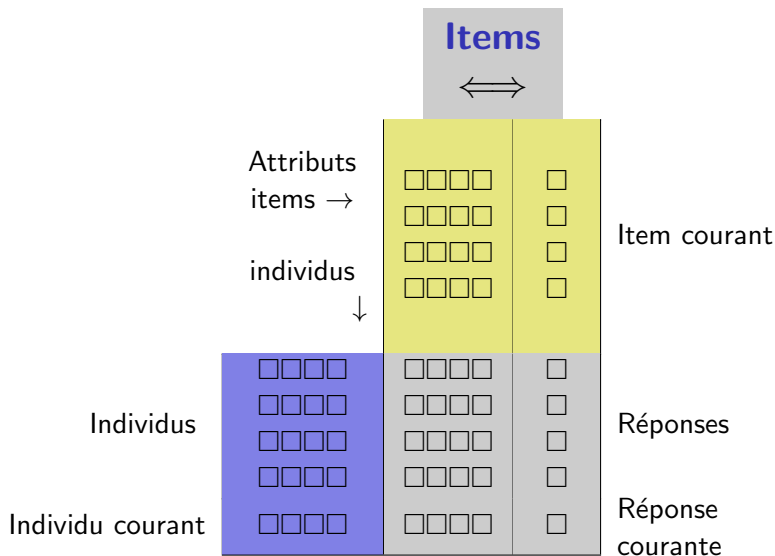 Items
⟺
Attributs
items →
□□□□ □
□□□□ □
□□□□ □
□□□□ □
Item courant
individus
↓
□□□□ □□□□ □
□□□□ □□□□ □
□□□□ □□□□ □
□□□□ □□□□ □
Individus
Réponses
Individu courant
□□□□ □□□□ □
Réponse
courante